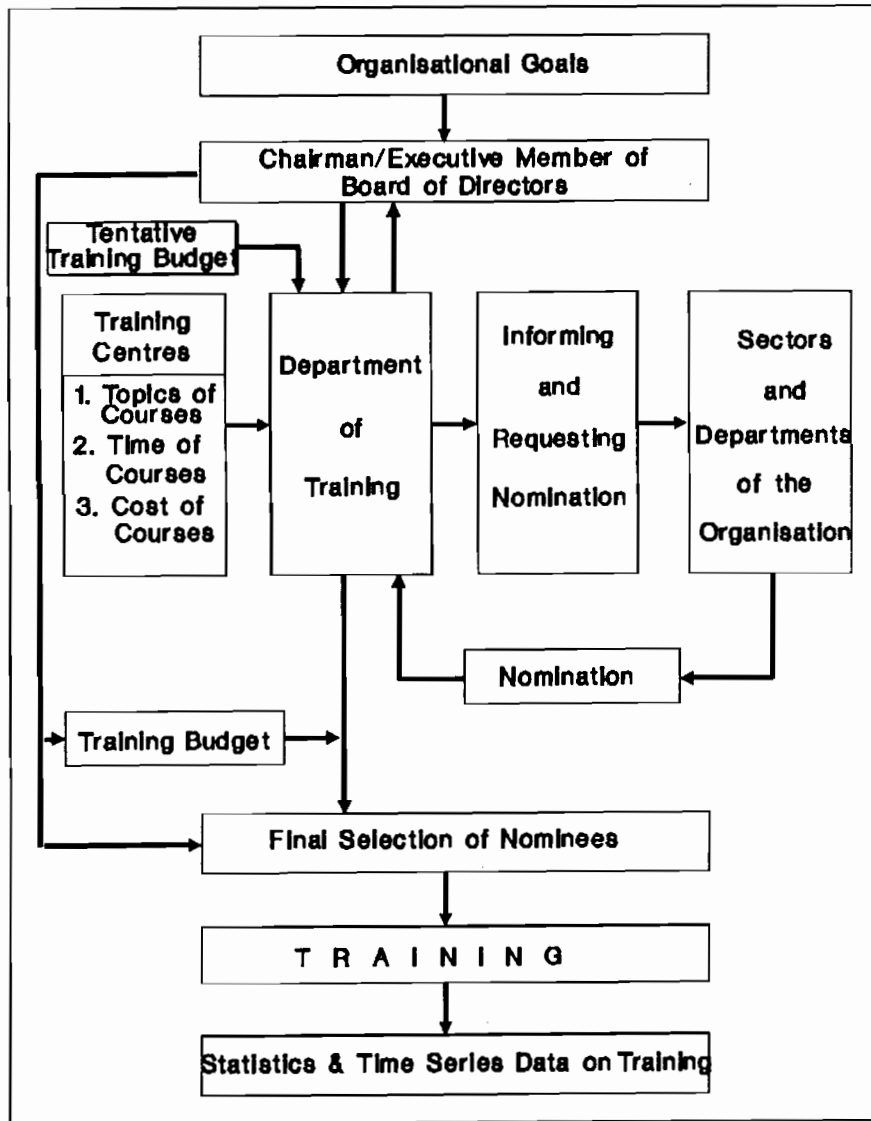 Organisational Goals
Chairman/Executive Member of
Board of Directors
Tentative
Training Budget
Training
Centres
1. Topics of
Courses
2. Time of
Courses
3. Cost of
Courses
Department
of
Training
Informing
and
Requesting
Nomination
Sectors
and
Departments
of the
Organisation
Nomination
Training Budget
Final Selection of Nominees
T R A I N I N G
Statistics & Time Series Data on Training